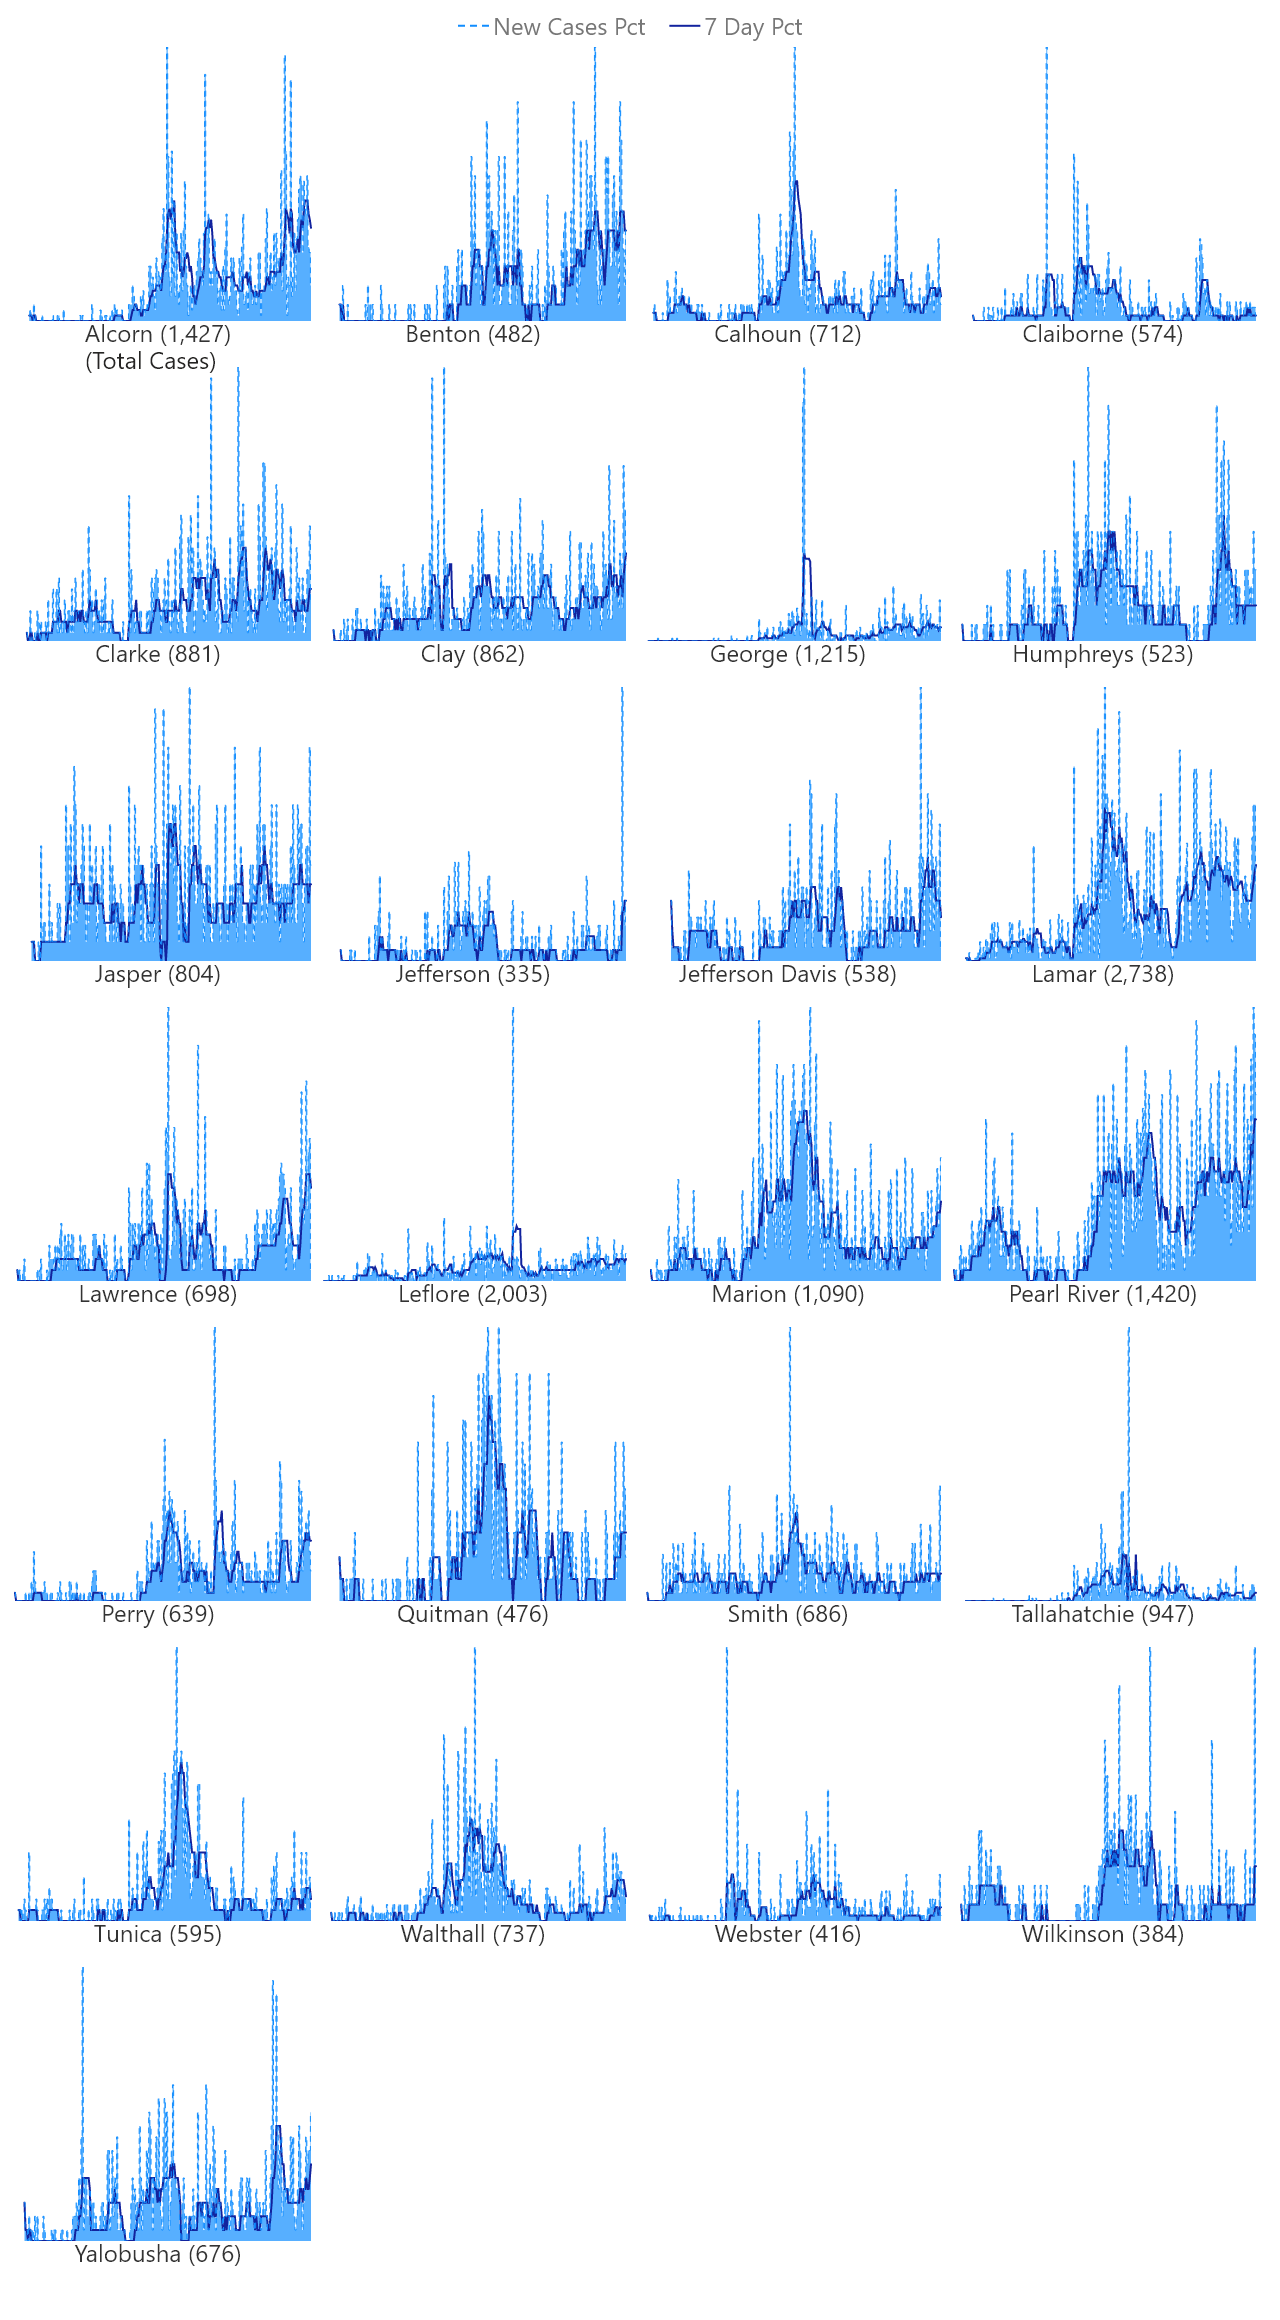 New Cases Pct 7 Day Pct
Alcorn (1,427) Benton (482) Calhoun (712) Claiborne (574)
(Total Cases)
Clarke (881) Clay (862) George (1,215) Humphreys (523)
Jasper (804) Jefferson (335) Jefferson Davis (538) Lamar (2,738)
Lawrence (698) Leflore (2,003) Marion (1,090) Pearl River (1,420)
Perry (639) Quitman (476) Smith (686) Tallahatchie (947)
Tunica (595) Walthall (737) Webster (416) Wilkinson (384)
Yalobusha (676)